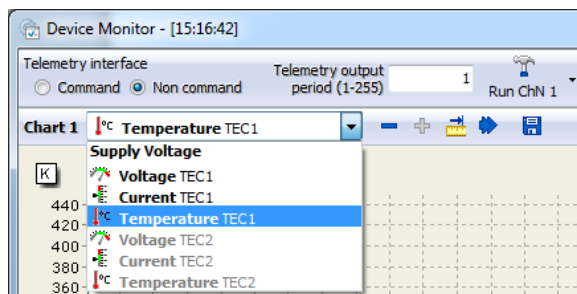 Device Monitor - [15:16:42]
Telemetry interface
Command Non command
Telemetry output
period (1-255)
1
Run ChN 1
Chart 1 °C Temperature TEC1
Supply Voltage
Voltage TEC1
Current TEC1
°C Temperature TEC1
Voltage TEC2
Current TEC2
°C Temperature TEC2
K
440
420
400
380
360